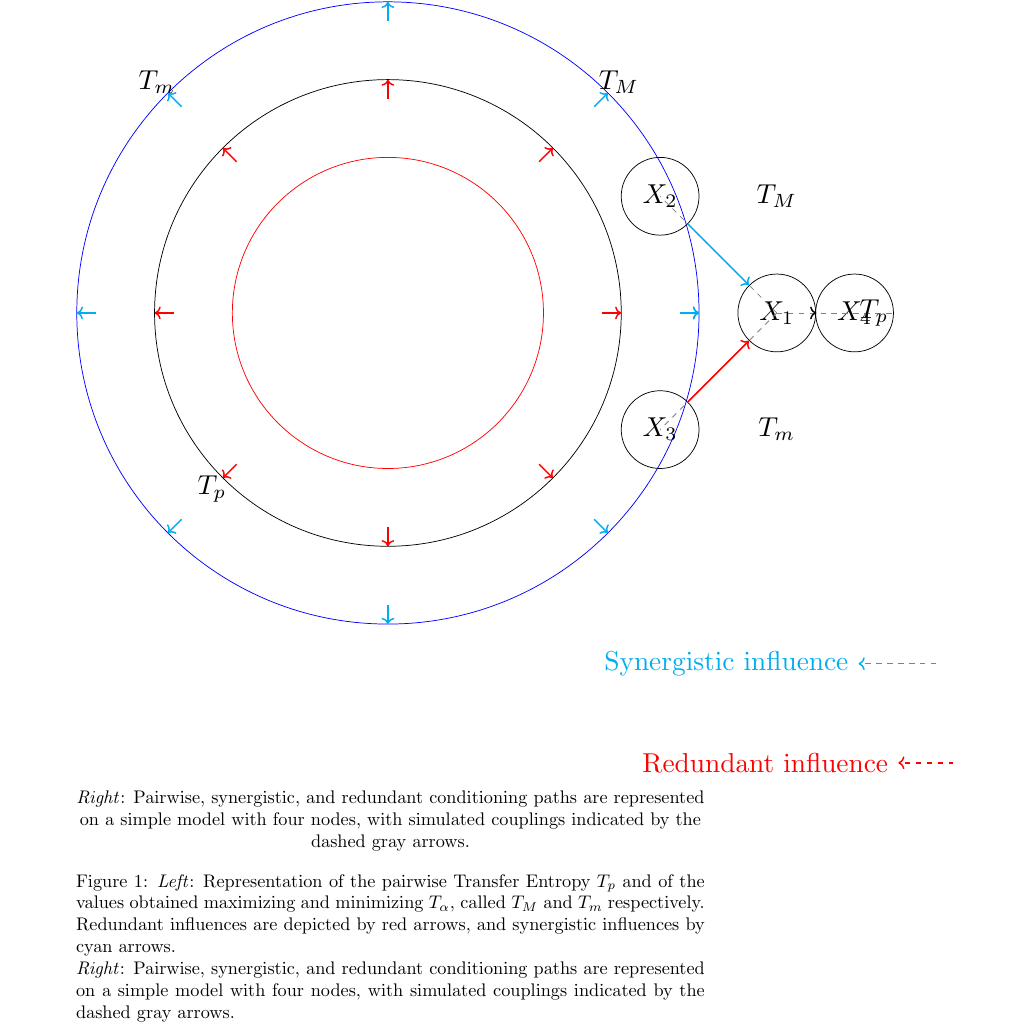 T_m
T_M
X_2
T_M
X_1
X_4
T_p
X_3
T_m
T_p
Synergistic influence
Redundant influence
Right: Pairwise, synergistic, and redundant conditioning paths are represented
on a simple model with four nodes, with simulated couplings indicated by the
dashed gray arrows.
Figure 1: Left: Representation of the pairwise Transfer Entropy T_p and of the
values obtained maximizing and minimizing T_α, called T_M and T_m respectively.
Redundant influences are depicted by red arrows, and synergistic influences by
cyan arrows.
Right: Pairwise, synergistic, and redundant conditioning paths are represented
on a simple model with four nodes, with simulated couplings indicated by the
dashed gray arrows.